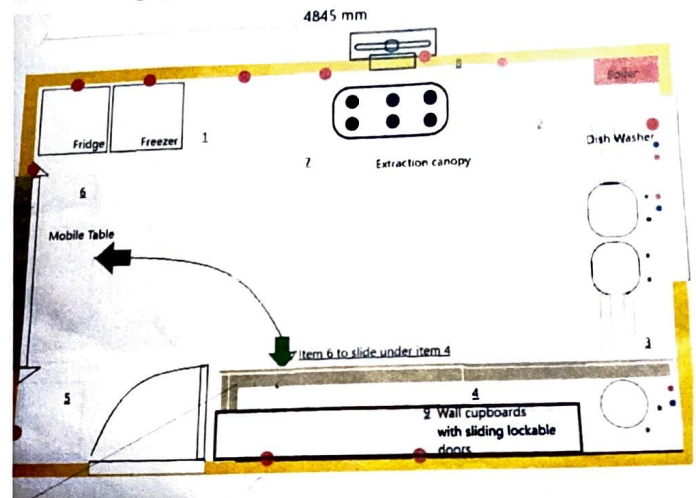 4845 mm
8
Boiler
Fridge
Freezer
1
2
Dish Washer
7
Extraction canopy
6
Mobile Table
Item 6 to slide under item 4
3
5
4
9 Wall cupboards
with sliding lockable
doors